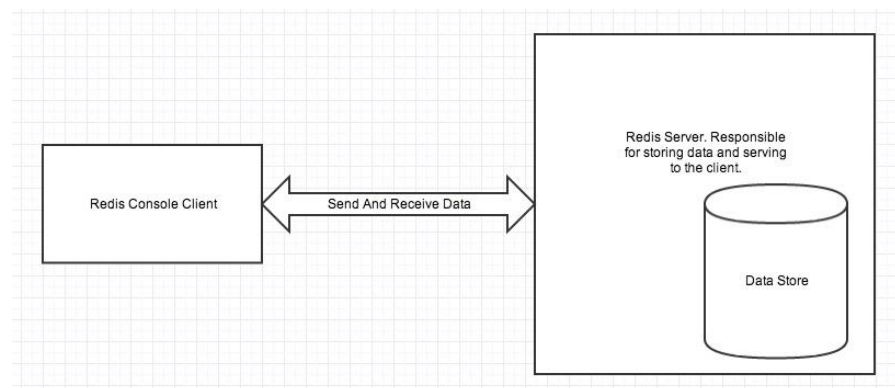 Redis Console Client
Send And Receive Data
Redis Server. Responsible
for storing data and serving
to the client.
Data Store